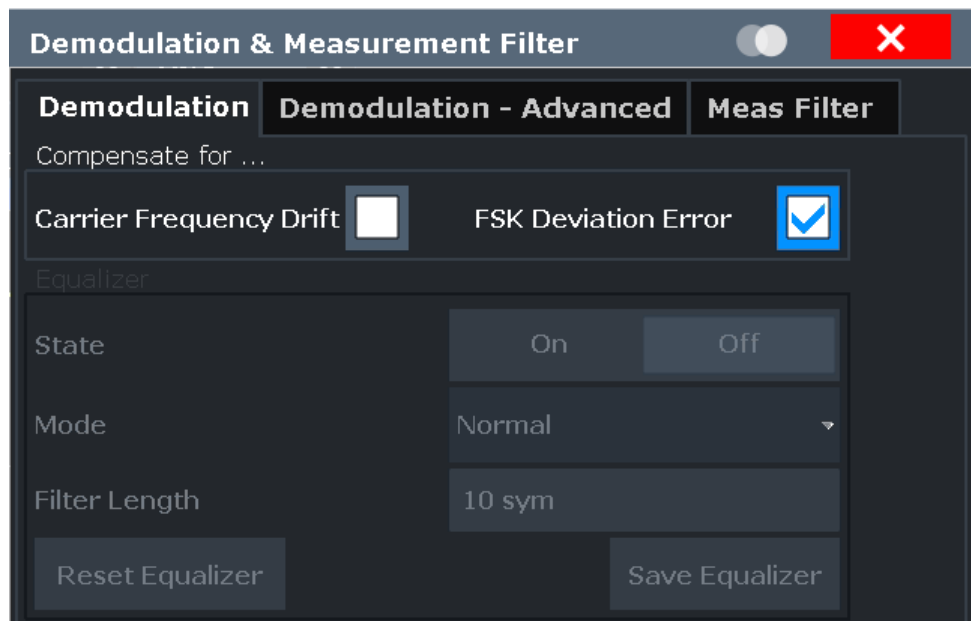 Demodulation & Measurement Filter
Demodulation Demodulation - Advanced Meas Filter
Compensate for ...
Carrier Frequency Drift FSK Deviation Error
Equalizer
State On Off
Mode Normal
Filter Length 10 sym
Reset Equalizer Save Equalizer